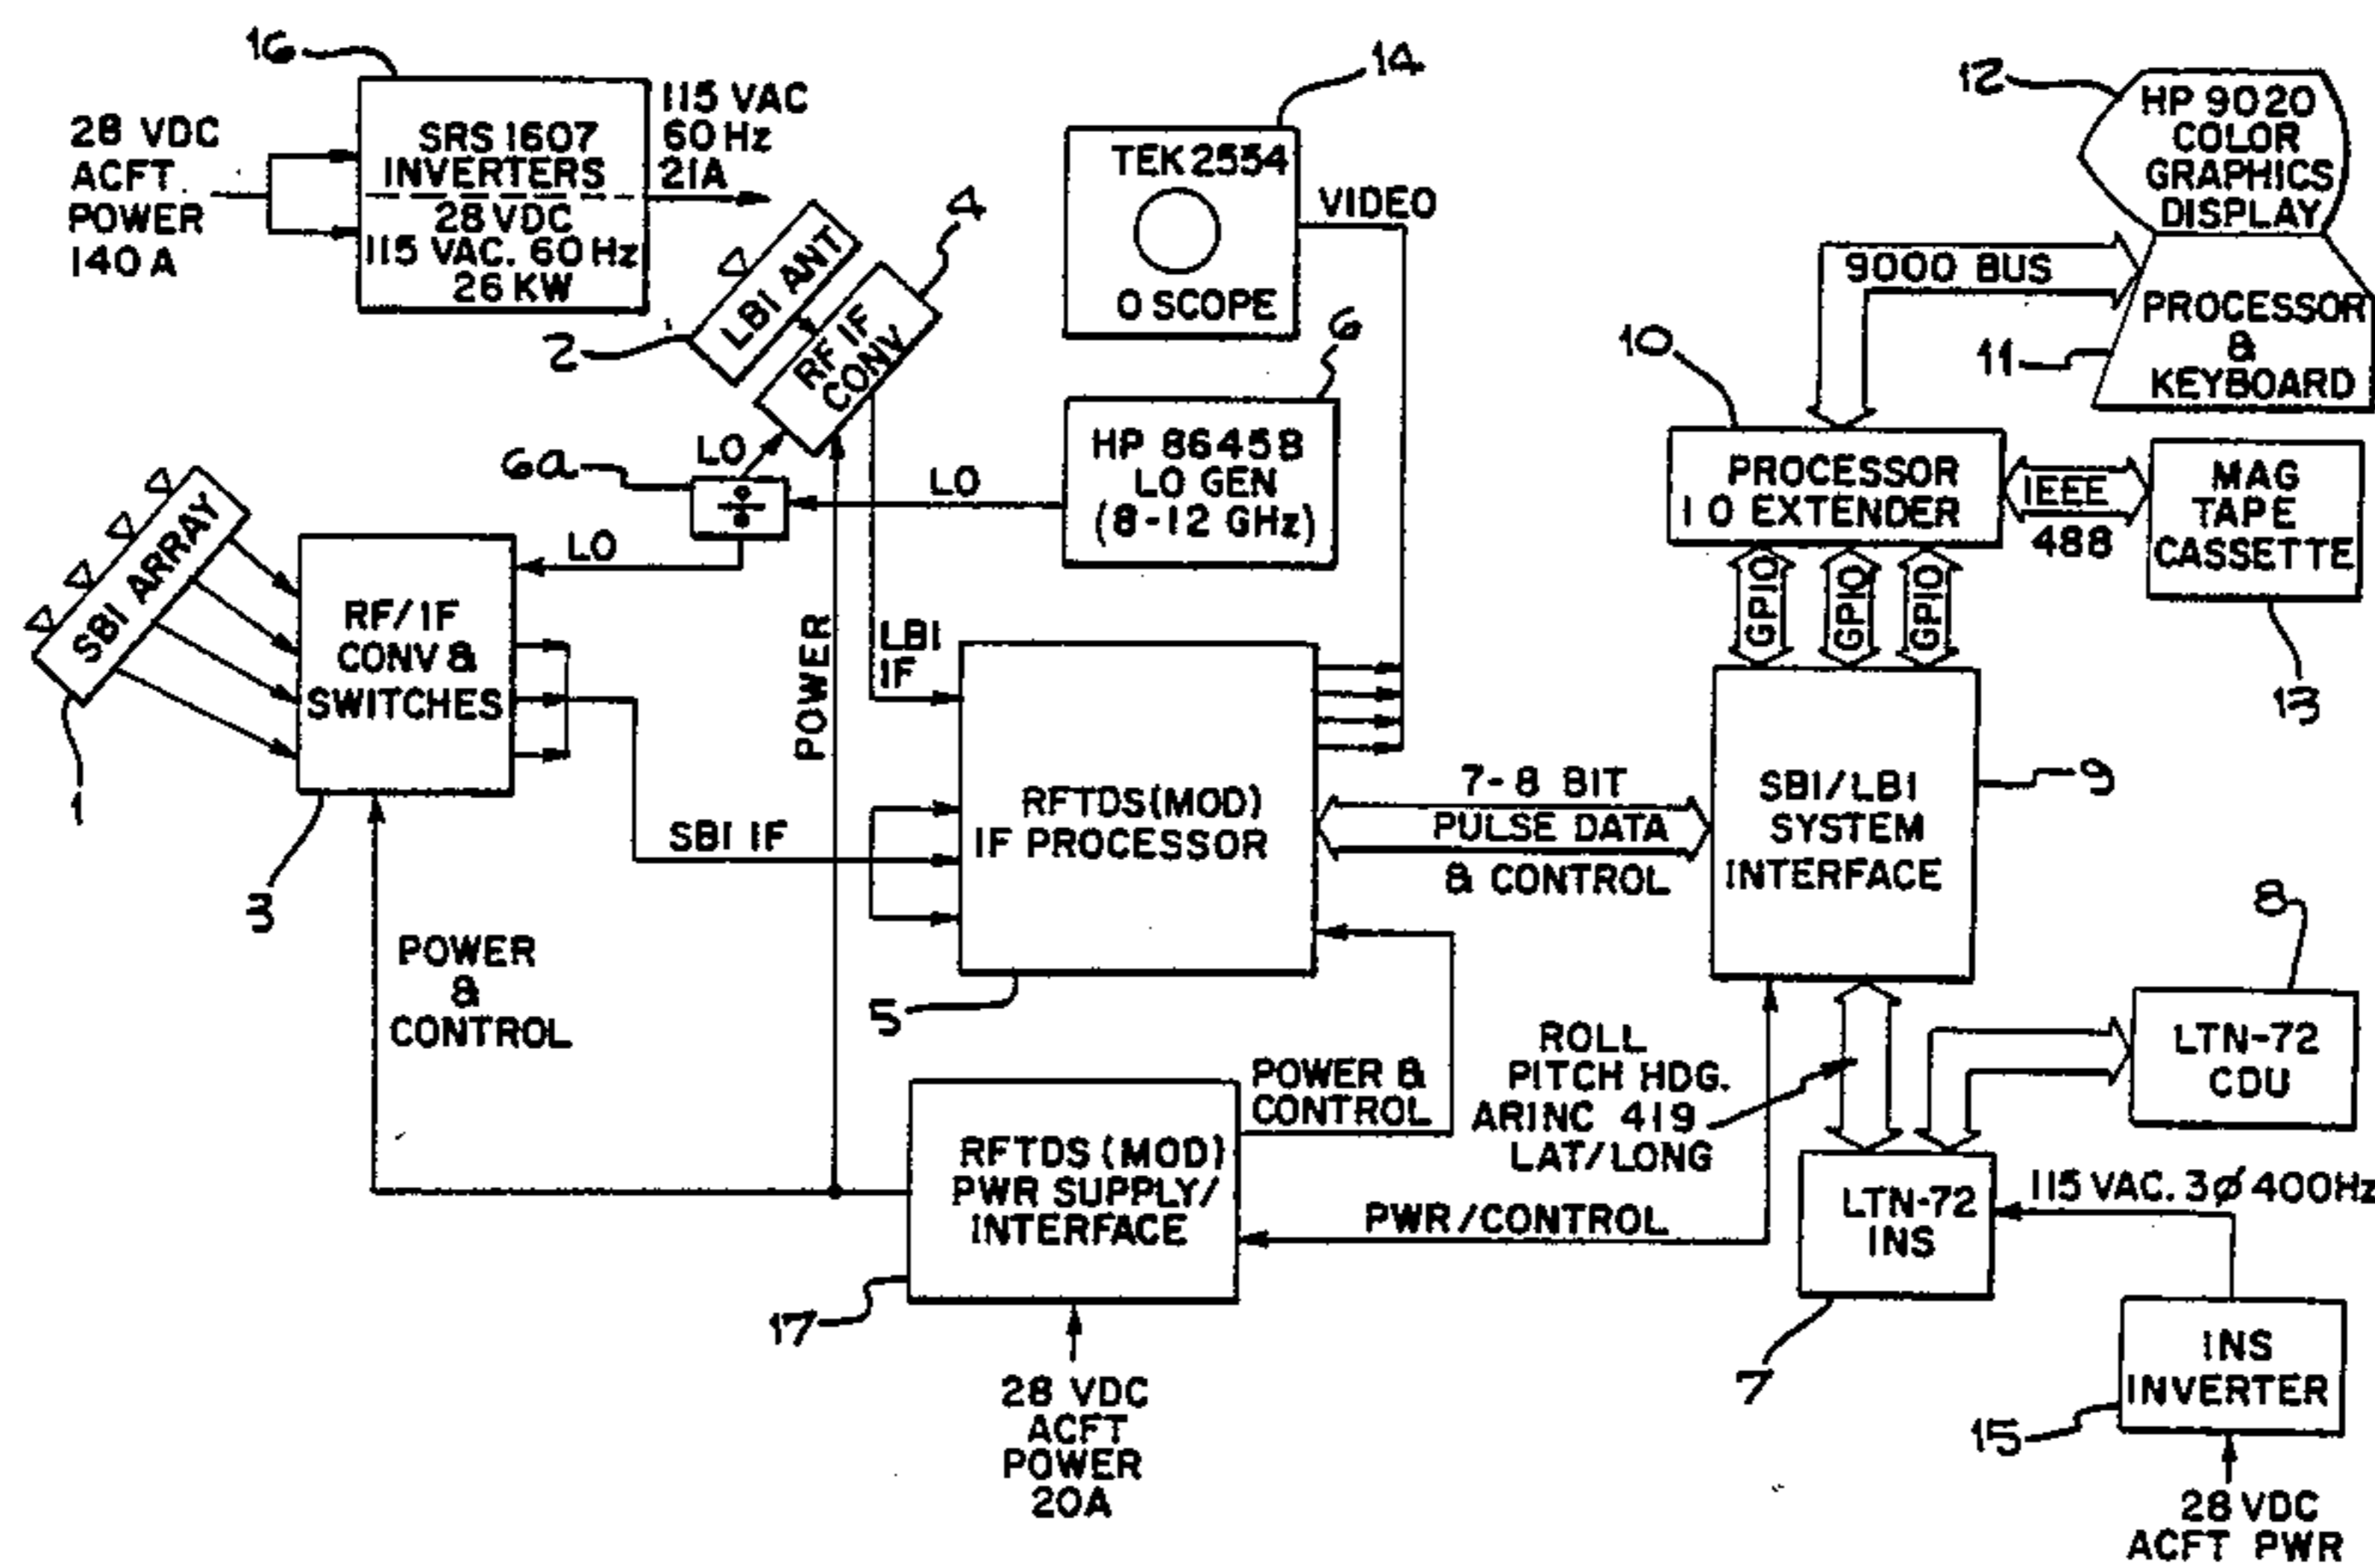 16
28 VDC
ACFT
POWER
140 A
SRS 1607
INVERTERS
28 VDC
115 VAC. 60 Hz
26 KW
115 VAC
60 Hz
21A
2
LBI ANT
4
RF IF
CONV
14
TEK 2554
O SCOPE
VIDEO
12
HP 9020
COLOR
GRAPHICS
DISPLAY
9000 BUS
11
PROCESSOR
&
KEYBOARD
6
HP 8645B
LO GEN
(8-12 GHz)
LO
6a
÷
LO
LO
10
PROCESSOR
I O EXTENDER
IEEE
488
MAG
TAPE
CASSETTE
13
SBI ARRAY
1
RF/IF
CONV &
SWITCHES
3
POWER
LBI
IF
GPIO
GPIO
GPIO
SBI IF
RFTDS (MOD)
IF PROCESSOR
5
7-8 BIT
PULSE DATA
& CONTROL
SBI/LBI
SYSTEM
INTERFACE
9
POWER
&
CONTROL
8
LTN-72
CDU
ROLL
PITCH HDG.
ARINC 419
LAT/LONG
POWER &
CONTROL
RFTDS (MOD)
PWR SUPPLY/
INTERFACE
17
PWR/CONTROL
LTN-72
INS
7
115 VAC. 3ø 400Hz
INS
INVERTER
15
28 VDC
ACFT
POWER
20A
28 VDC
ACFT PWR